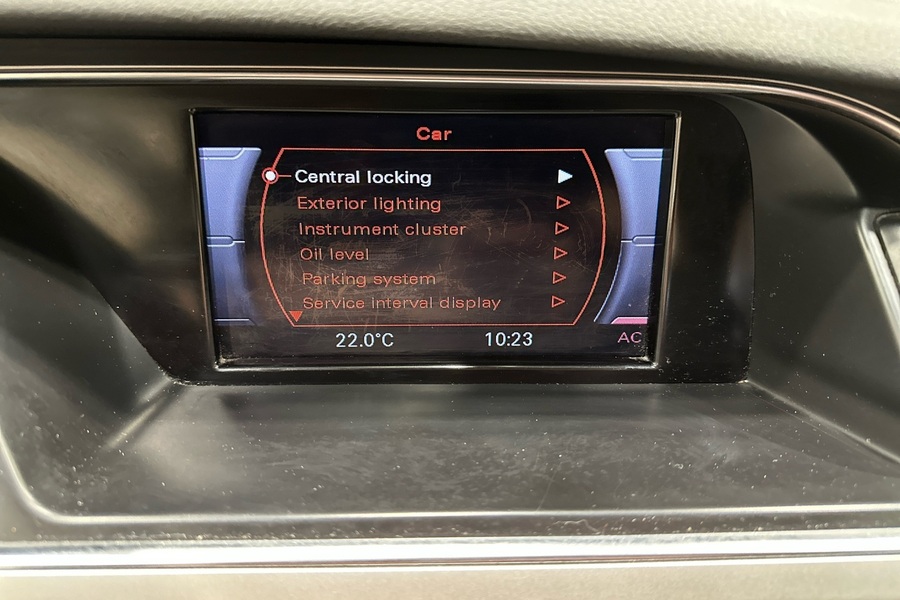 Car
Central locking
Exterior lighting
Instrument cluster
Oil level
Parking system
Service interval display
22.0°C 10:23 AC